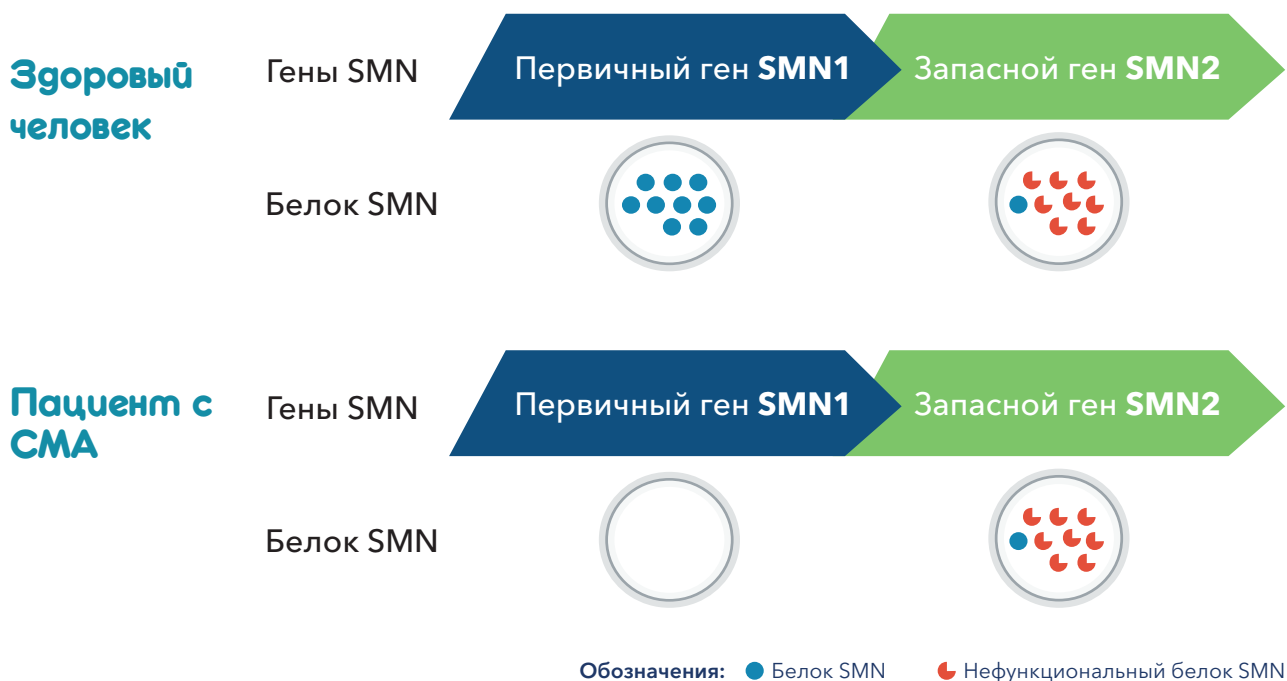 Здоровый
человек
Гены SMN
Первичный ген SMN1
Запасной ген SMN2
Белок SMN
Пациент с
СМА
Гены SMN
Первичный ген SMN1
Запасной ген SMN2
Белок SMN
Обозначения: Белок SMN Нефункциональный белок SMN